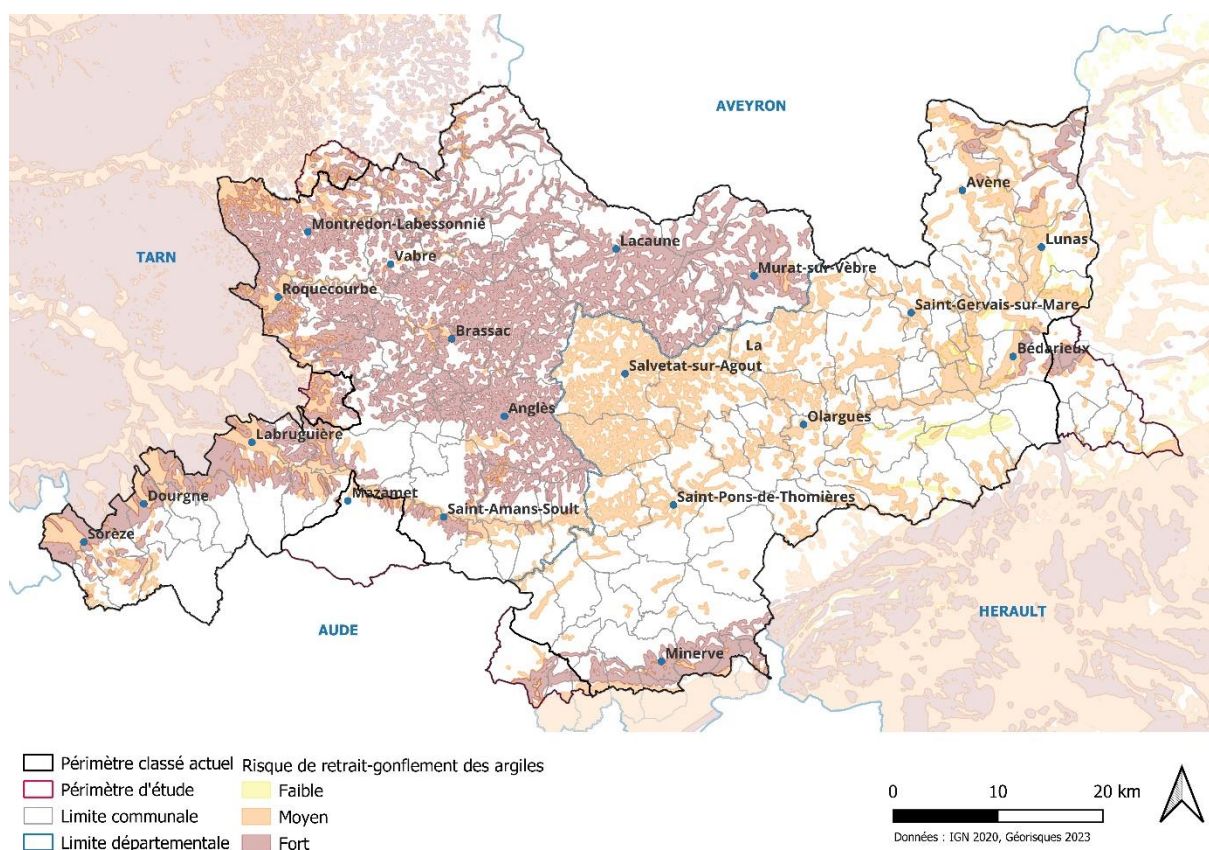 AVEYRON
Avène
Montredon-Labessonnié
Lacaune
Lunas
TARN
Vabre
Murat-sur-Vèbre
Roquecourbe
Saint-Gervais-sur-Mare
Brassac
La
Bédarieux
Salvetat-sur-Agout
Anglès
Olargues
Labruguière
Mazamet
Saint-Pons-de-Thomières
Dourgne
Saint-Amans-Soult
Sorèze
HERAULT
AUDE
Minerve
Périmètre classé actuel
Périmètre d'étude
Limite communale
Limite départementale
Risque de retrait-gonflement des argiles
Faible
Moyen
Fort
0 10 20 km
Données : IGN 2020, Géorisques 2023